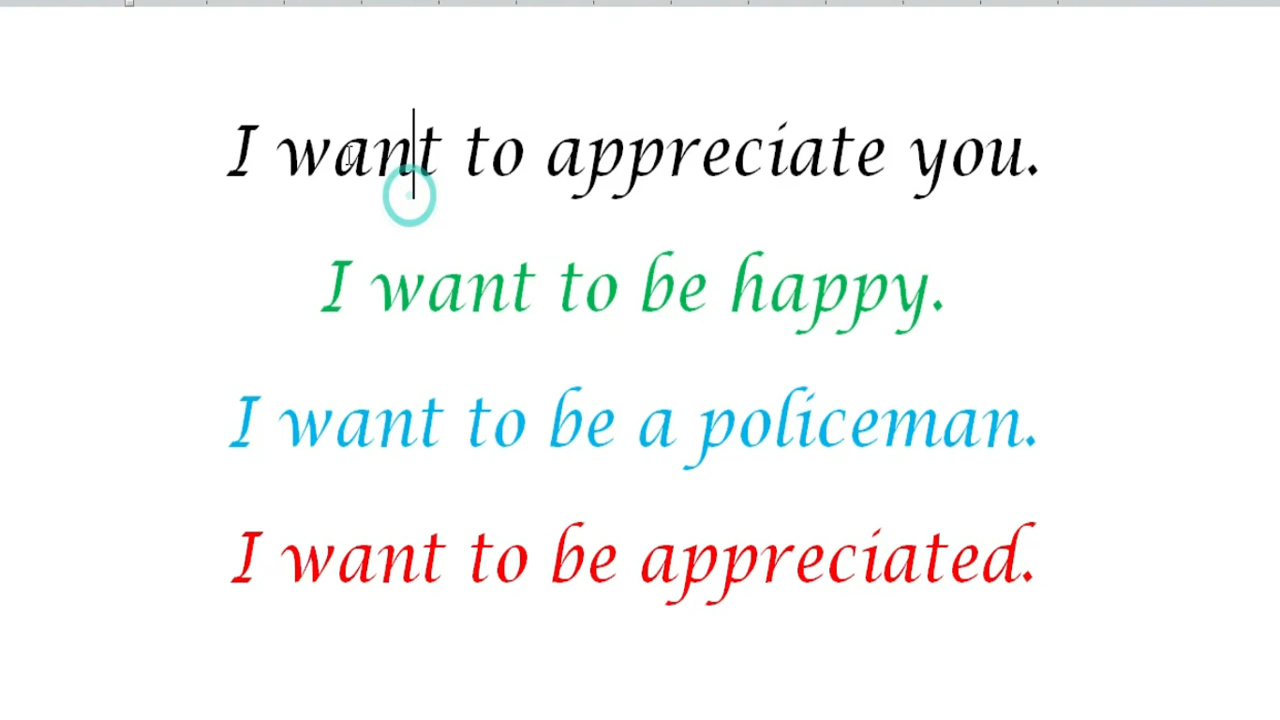 I want to appreciate you.
I want to be happy.
I want to be a policeman.
I want to be appreciated.